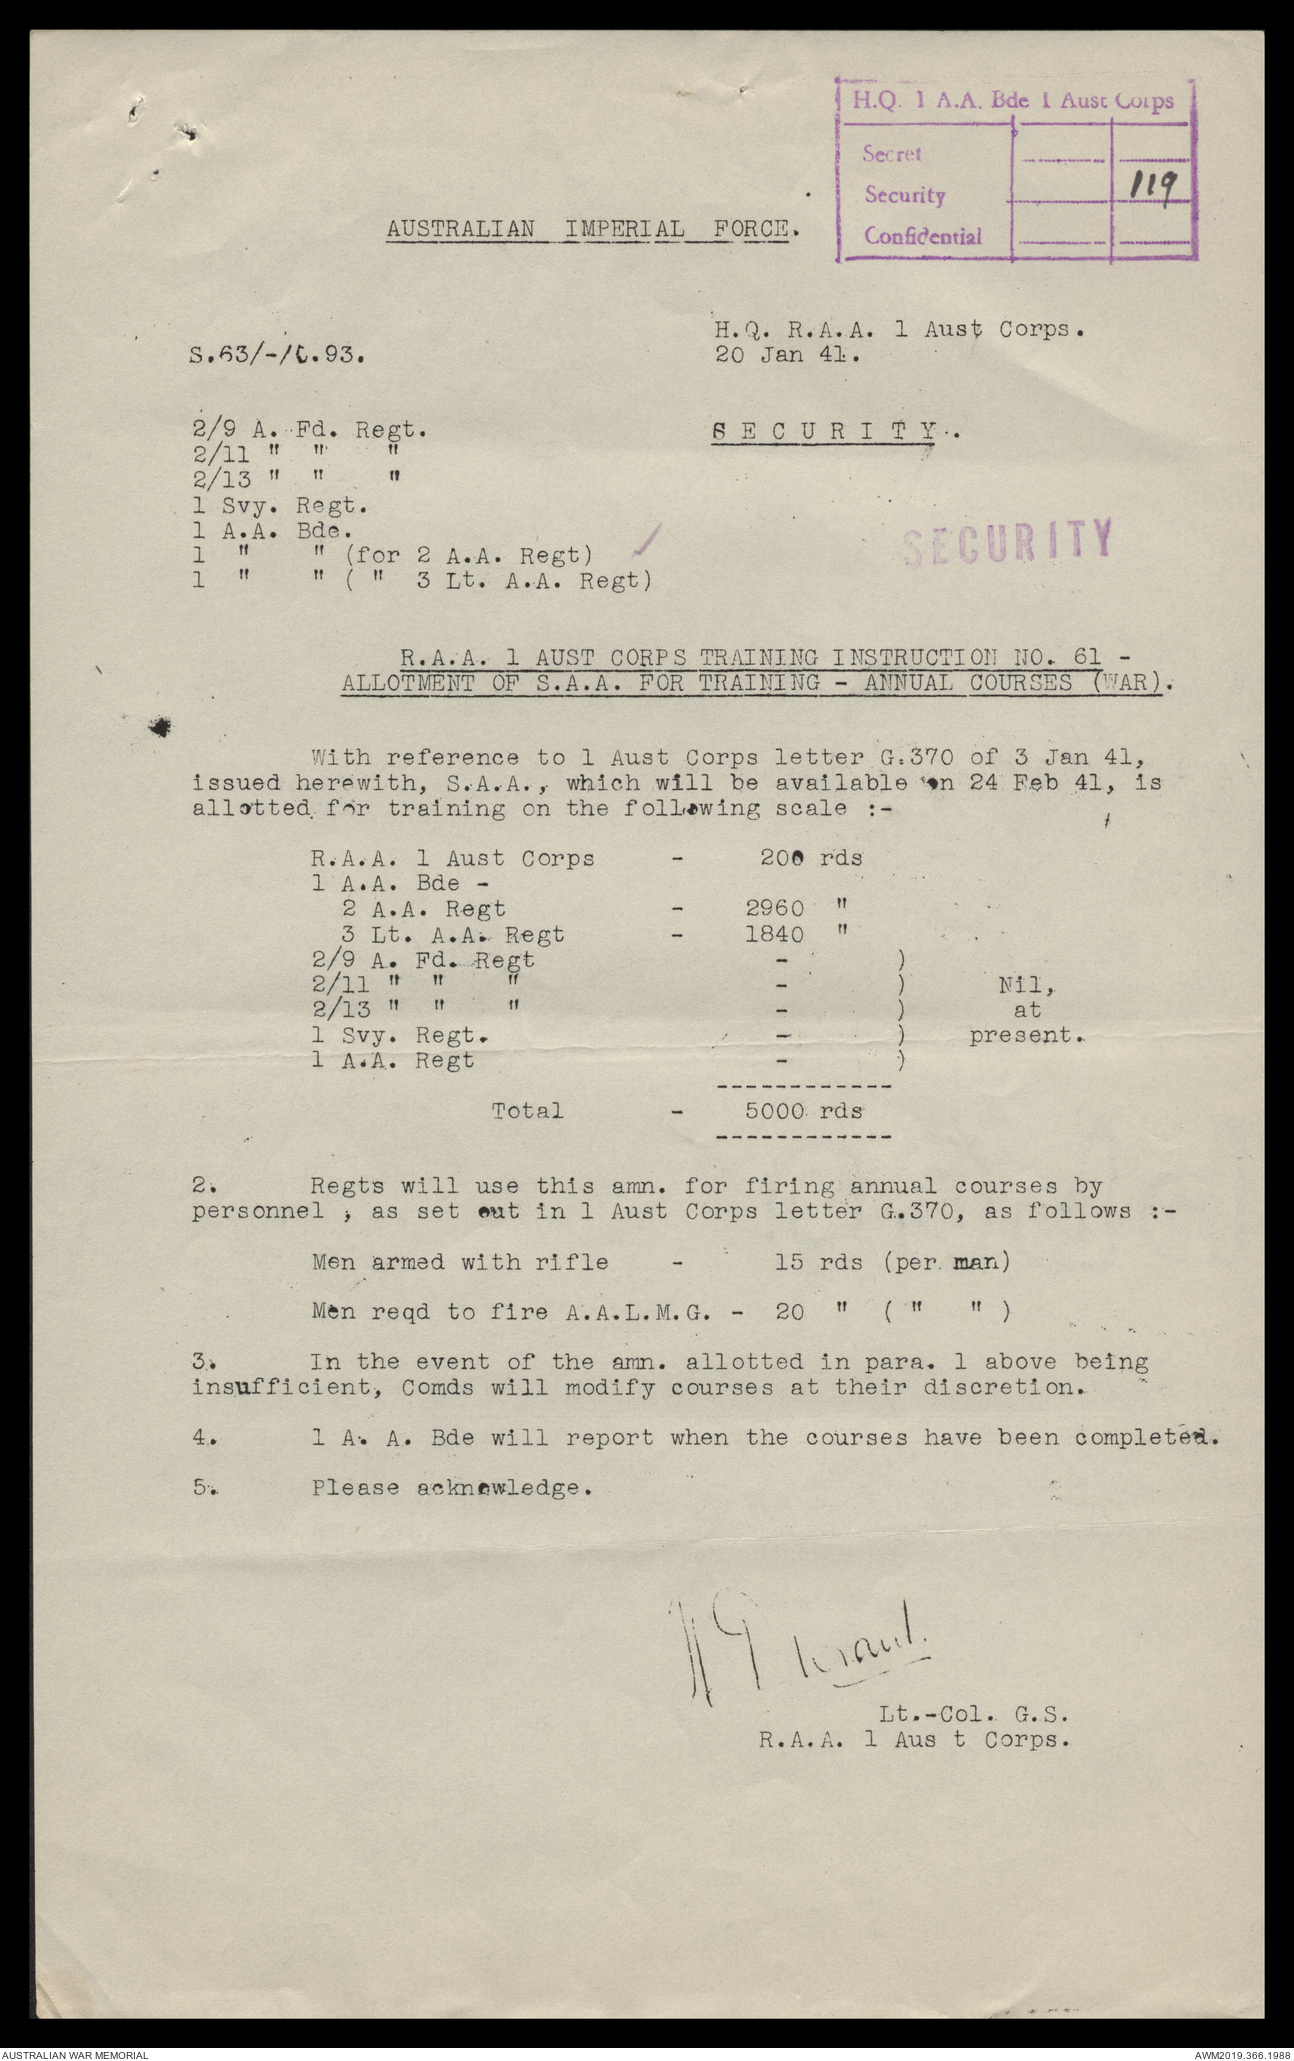 H.Q. 1 A.A. Bde 1 Aust Corps
Secret
Security 119
Confidential
AUSTRALIAN IMPERIAL FORCE.
H.Q. R.A.A. 1 Aust Corps.
S.63/-/C.93. 20 Jan 41.
2/9 A. Fd. Regt. S E C U R I T Y.
2/11 " " "
2/13 " " "
1 Svy. Regt.
1 A.A. Bde.
1 " " (for 2 A.A. Regt)
1 " " ( " 3 Lt. A.A. Regt)
SECURITY
R.A.A. 1 AUST CORPS TRAINING INSTRUCTION NO. 61 -
ALLOTMENT OF S.A.A. FOR TRAINING - ANNUAL COURSES (WAR).
With reference to 1 Aust Corps letter G.370 of 3 Jan 41,
issued herewith, S.A.A., which will be available on 24 Feb 41, is
allotted for training on the following scale :-
R.A.A. 1 Aust Corps - 200 rds
1 A.A. Bde -
2 A.A. Regt - 2960 "
3 Lt. A.A. Regt - 1840 "
2/9 A. Fd. Regt - )
2/11 " " " - ) Nil,
2/13 " " " - ) at
1 Svy. Regt. - ) present.
1 A.A. Regt - )
------------
Total - 5000 rds
------------
2. Regts will use this amn. for firing annual courses by
personnel , as set out in 1 Aust Corps letter G.370, as follows :-
Men armed with rifle - 15 rds (per man)
Men reqd to fire A.A.L.M.G. - 20 " ( " " )
3. In the event of the amn. allotted in para. 1 above being
insufficient, Comds will modify courses at their discretion.
4. 1 A. A. Bde will report when the courses have been completed.
5. Please acknowledge.
Lt.-Col. G.S.
R.A.A. 1 Aus t Corps.
AUSTRALIAN WAR MEMORIAL AWM2019.366.1988